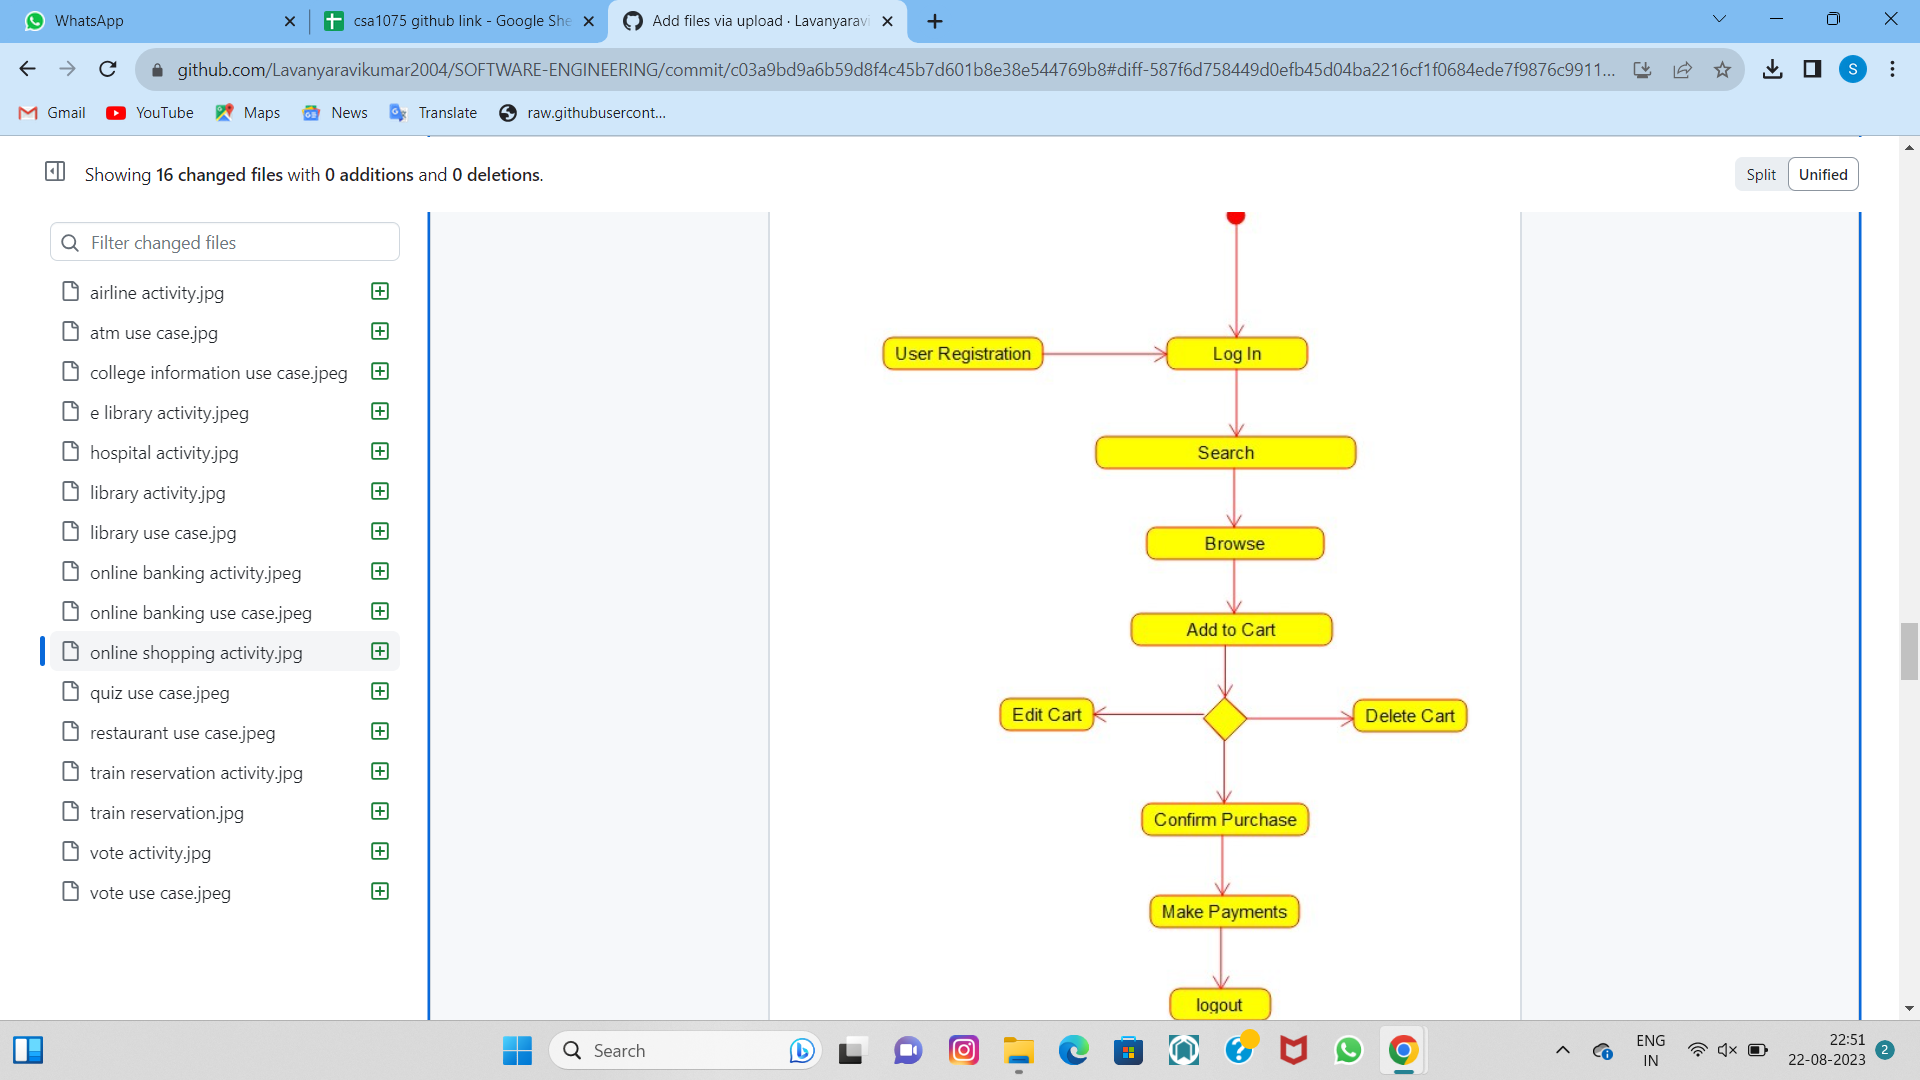 WhatsApp
csa1075 github link - Google She
Add files via upload · Lavanyaravi
github.com/Lavanyaravikumar2004/SOFTWARE-ENGINEERING/commit/c03a9bd9a6b59d8f4c45b7d601b8e38e544769b8#diff-587f6d758449d0efb45d04ba2216cf1f0684ede7f9876c9911...
S
Gmail
YouTube
Maps
News
Translate
raw.githubusercont...
Showing 16 changed files with 0 additions and 0 deletions.
Split
Unified
Filter changed files
airline activity.jpg
atm use case.jpg
college information use case.jpeg
e library activity.jpeg
hospital activity.jpg
library activity.jpg
library use case.jpg
online banking activity.jpeg
online banking use case.jpeg
online shopping activity.jpg
quiz use case.jpeg
restaurant use case.jpeg
train reservation activity.jpg
train reservation.jpg
vote activity.jpg
vote use case.jpeg
User Registration
Log In
Search
Browse
Add to Cart
Edit Cart
Delete Cart
Confirm Purchase
Make Payments
logout
Search
ENG
IN
22:51
22-08-2023
2